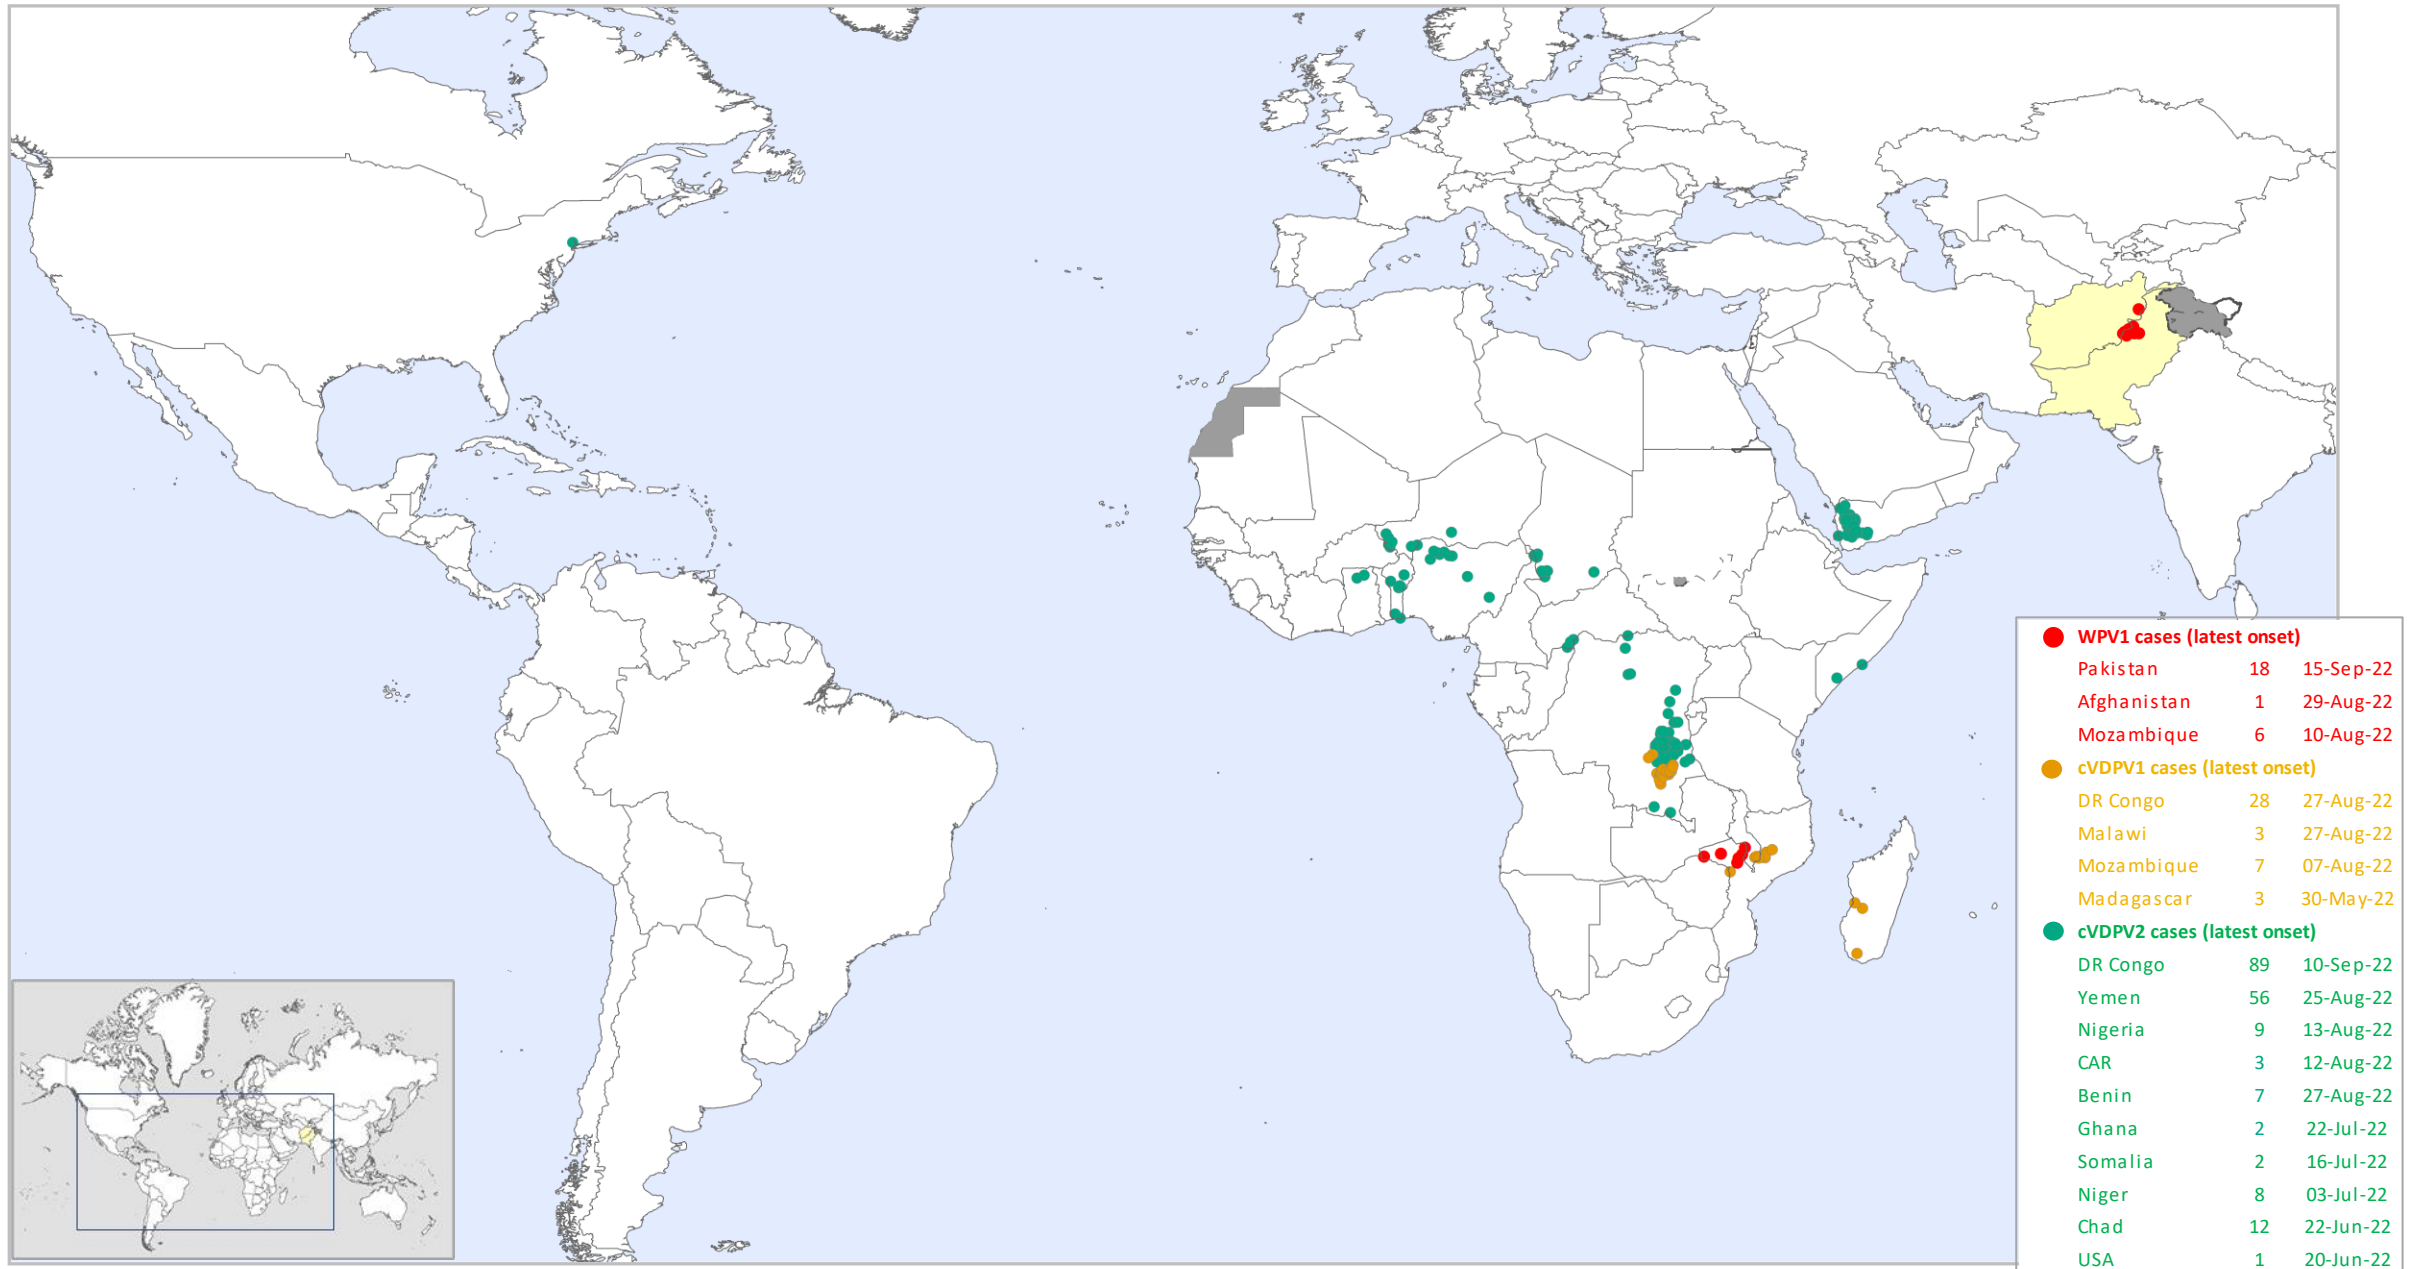 WPV1 cases (latest onset)
Pakistan 18 15-Sep-22
Afghanistan 1 29-Aug-22
Mozambique 6 10-Aug-22
cVDPV1 cases (latest onset)
DR Congo 28 27-Aug-22
Malawi 3 27-Aug-22
Mozambique 7 07-Aug-22
Madagascar 3 30-May-22
cVDPV2 cases (latest onset)
DR Congo 89 10-Sep-22
Yemen 56 25-Aug-22
Nigeria 9 13-Aug-22
CAR 3 12-Aug-22
Benin 7 27-Aug-22
Ghana 2 22-Jul-22
Somalia 2 16-Jul-22
Niger 8 03-Jul-22
Chad 12 22-Jun-22
USA 1 20-Jun-22